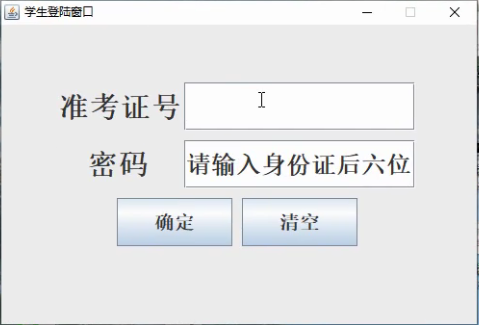 学生登陆窗口
准考证号
密码 请输入身份证后六位
确定 清空